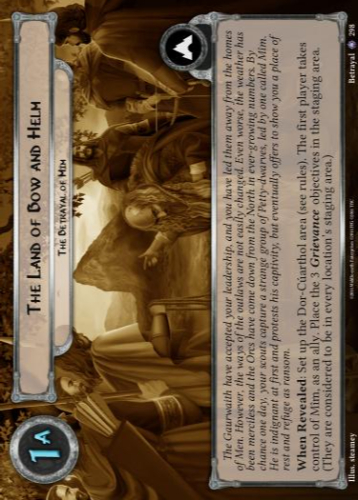 1A
The Land of Bow and Helm
The Betrayal of Mîm
The Gaurwaith have accepted your leadership, and you have led them away from the homes
of Men. However, the ways of the outlaws are not easily changed. Even worse, the weather has
been merciless and the Orcs have come down from the North in ever-growing numbers. By
chance one day, your scouts capture a strange group of Petty-dwarves, led by one called Mîm.
He is indignant at first and protests his captivity, but eventually offers to show you a place of
rest and refuge as ransom.
When Revealed: Set up the Dor-Cúarthol area (see rules). The first player takes
control of Mîm, as an ally. Place the 3 Grievance objectives in the staging area.
(They are considered to be in every location's staging area.)
Illus. steamey
Betrayal 298